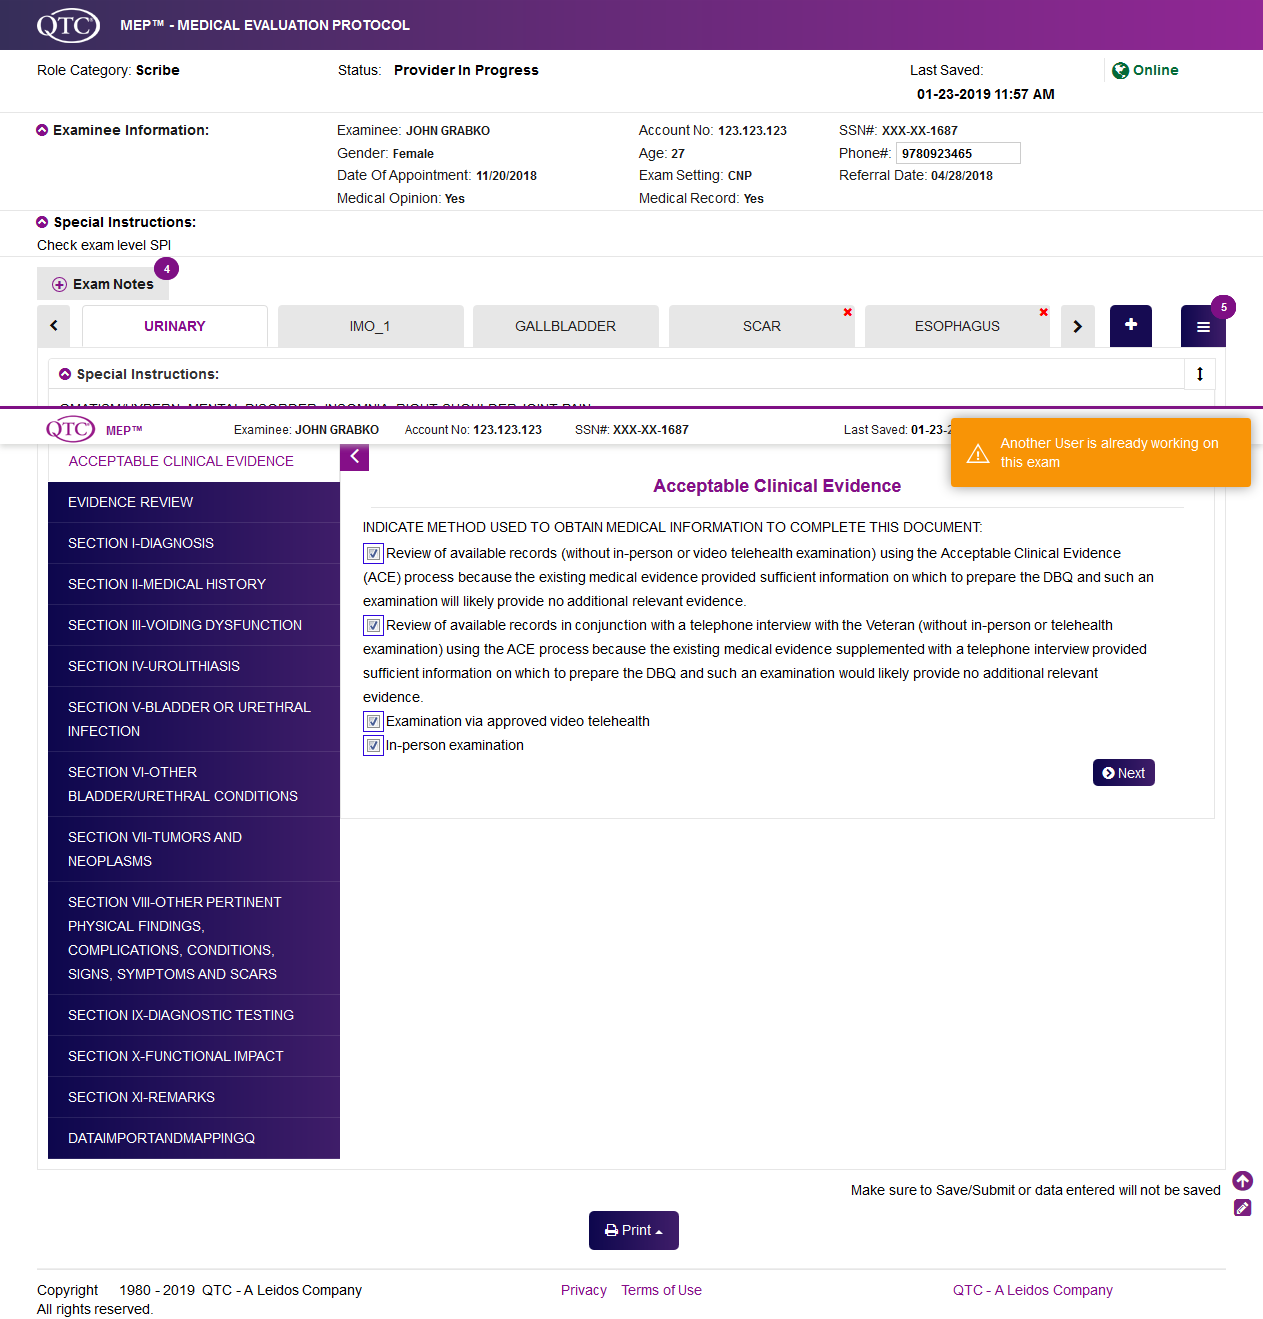 QTC® MEP™ - MEDICAL EVALUATION PROTOCOL
Role Category: Scribe Status: Provider In Progress Last Saved: Online
01-23-2019 11:57 AM
Examinee Information: Examinee: JOHN GRABKO Account No: 123.123.123 SSN#: XXX-XX-1687
Gender: Female Age: 27 Phone#: 9780923465
Date Of Appointment: 11/20/2018 Exam Setting: CNP Referral Date: 04/28/2018
Medical Opinion: Yes Medical Record: Yes
Special Instructions:
Check exam level SPI
Exam Notes 4
URINARY IMO_1 GALLBLADDER SCAR ESOPHAGUS 5
Special Instructions:
QTC® MEP™ Examinee: JOHN GRABKO Account No: 123.123.123 SSN#: XXX-XX-1687 Last Saved: 01-23-2
Another User is already working on
this exam
ACCEPTABLE CLINICAL EVIDENCE
EVIDENCE REVIEW
SECTION I-DIAGNOSIS
SECTION II-MEDICAL HISTORY
SECTION III-VOIDING DYSFUNCTION
SECTION IV-UROLITHIASIS
SECTION V-BLADDER OR URETHRAL
INFECTION
SECTION VI-OTHER
BLADDER/URETHRAL CONDITIONS
SECTION VII-TUMORS AND
NEOPLASMS
SECTION VIII-OTHER PERTINENT
PHYSICAL FINDINGS,
COMPLICATIONS, CONDITIONS,
SIGNS, SYMPTOMS AND SCARS
SECTION IX-DIAGNOSTIC TESTING
SECTION X-FUNCTIONAL IMPACT
SECTION XI-REMARKS
DATAIMPORTANDMAPPINGQ
Acceptable Clinical Evidence
INDICATE METHOD USED TO OBTAIN MEDICAL INFORMATION TO COMPLETE THIS DOCUMENT:
Review of available records (without in-person or video telehealth examination) using the Acceptable Clinical Evidence
(ACE) process because the existing medical evidence provided sufficient information on which to prepare the DBQ and such an
examination will likely provide no additional relevant evidence.
Review of available records in conjunction with a telephone interview with the Veteran (without in-person or telehealth
examination) using the ACE process because the existing medical evidence supplemented with a telephone interview provided
sufficient information on which to prepare the DBQ and such an examination would likely provide no additional relevant
evidence.
Examination via approved video telehealth
In-person examination
Next
Make sure to Save/Submit or data entered will not be saved
Print
Copyright 1980 - 2019 QTC - A Leidos Company Privacy Terms of Use QTC - A Leidos Company
All rights reserved.